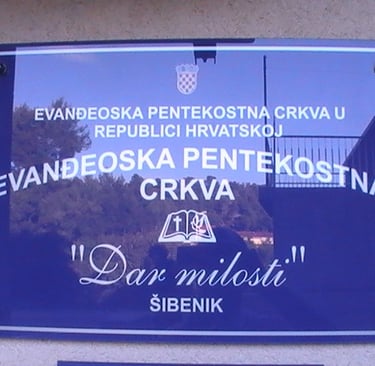 EVANĐEOSKA PENTEKOSTNA CRKVA U
REPUBLICI HRVATSKOJ
EVANĐEOSKA PENTEKOSTNA
CRKVA
"Dar milosti"
ŠIBENIK